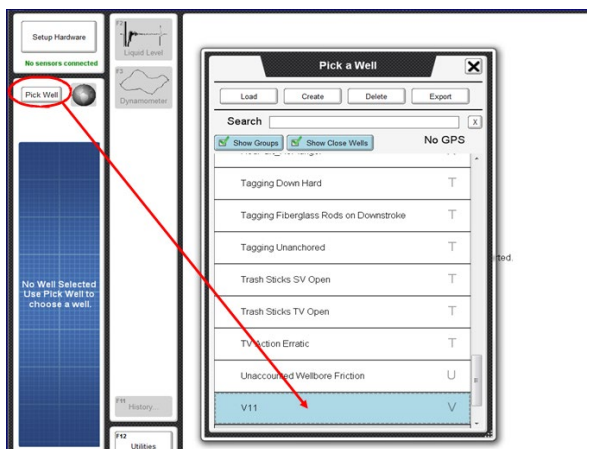 Setup Hardware
No sensors connected
Pick Well
No Well Selected
Use Pick Well to
choose a well.
F2
Liquid Level
F3
Dynamometer
F11
History...
F12
Utilities
Pick a Well
X
Load
Create
Delete
Export
Search
X
Show Groups
Show Close Wells
No GPS
Tagging Down Hard T
Tagging Fiberglass Rods on Downstroke T
Tagging Unanchored T
Trash Sticks SV Open T
Trash Sticks TV Open T
TV Action Erratic T
Unaccounted Wellbore Friction U
V11 V